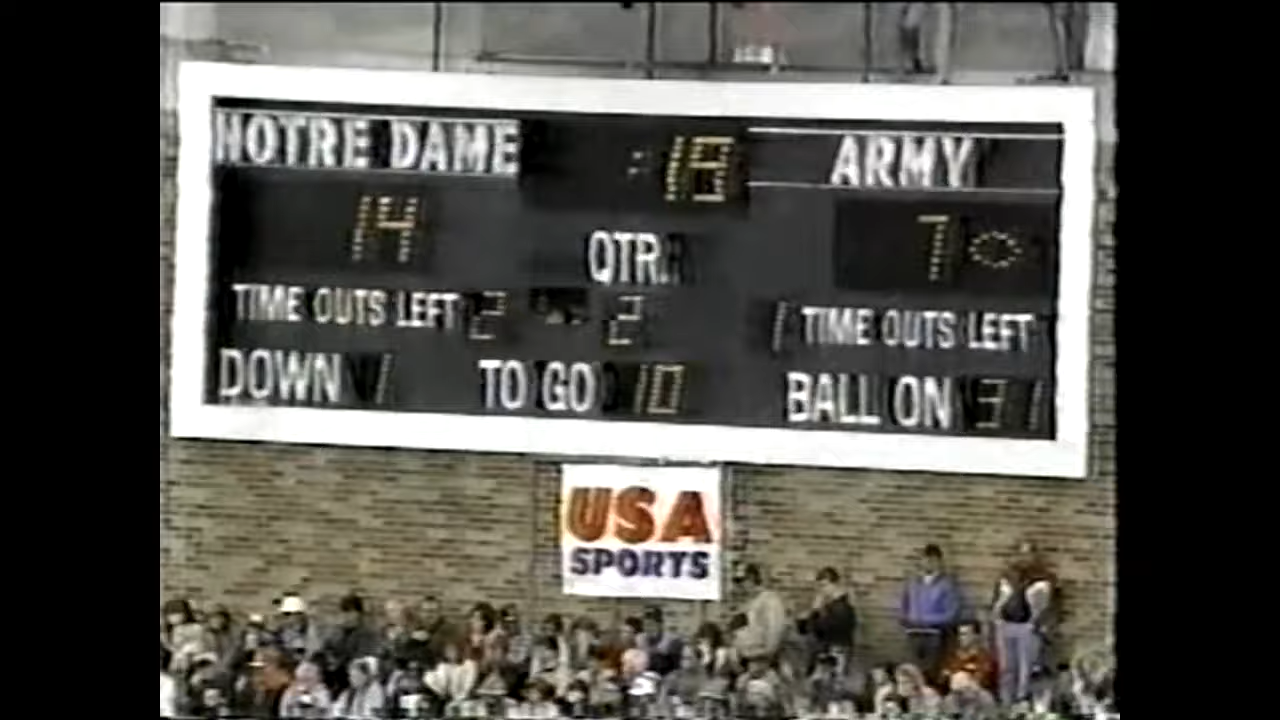 NOTRE DAME :18 ARMY
14 QTR. 7
TIME OUTS LEFT 2 2 1 TIME OUTS LEFT
DOWN 1 TO GO 10 BALL ON 31
USA
SPORTS